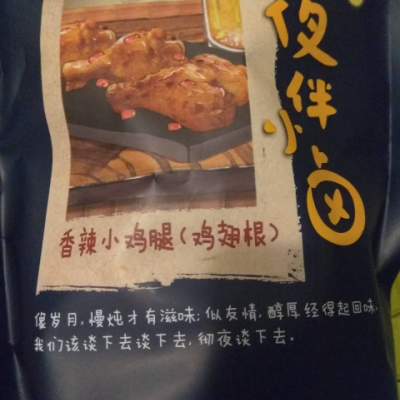 夜伴
小卤
香辣小鸡腿(鸡翅根)
像岁月,慢炖才有滋味;似友情,醇厚经得起回味,
我们该谈下去谈下去,彻夜谈下去。